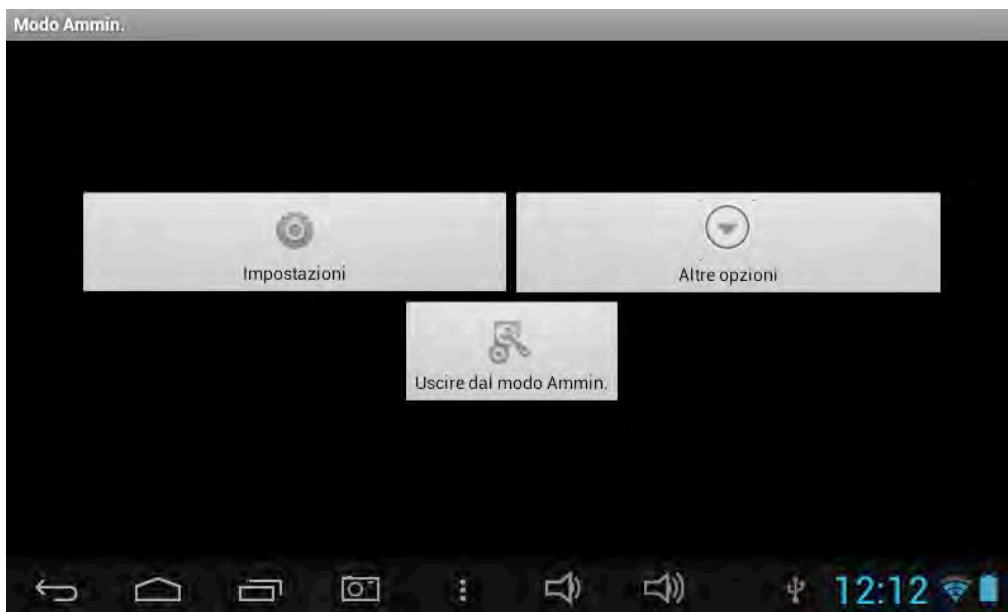 Modo Ammin.
Impostazioni
Altre opzioni
Uscire dal modo Ammin.
12:12